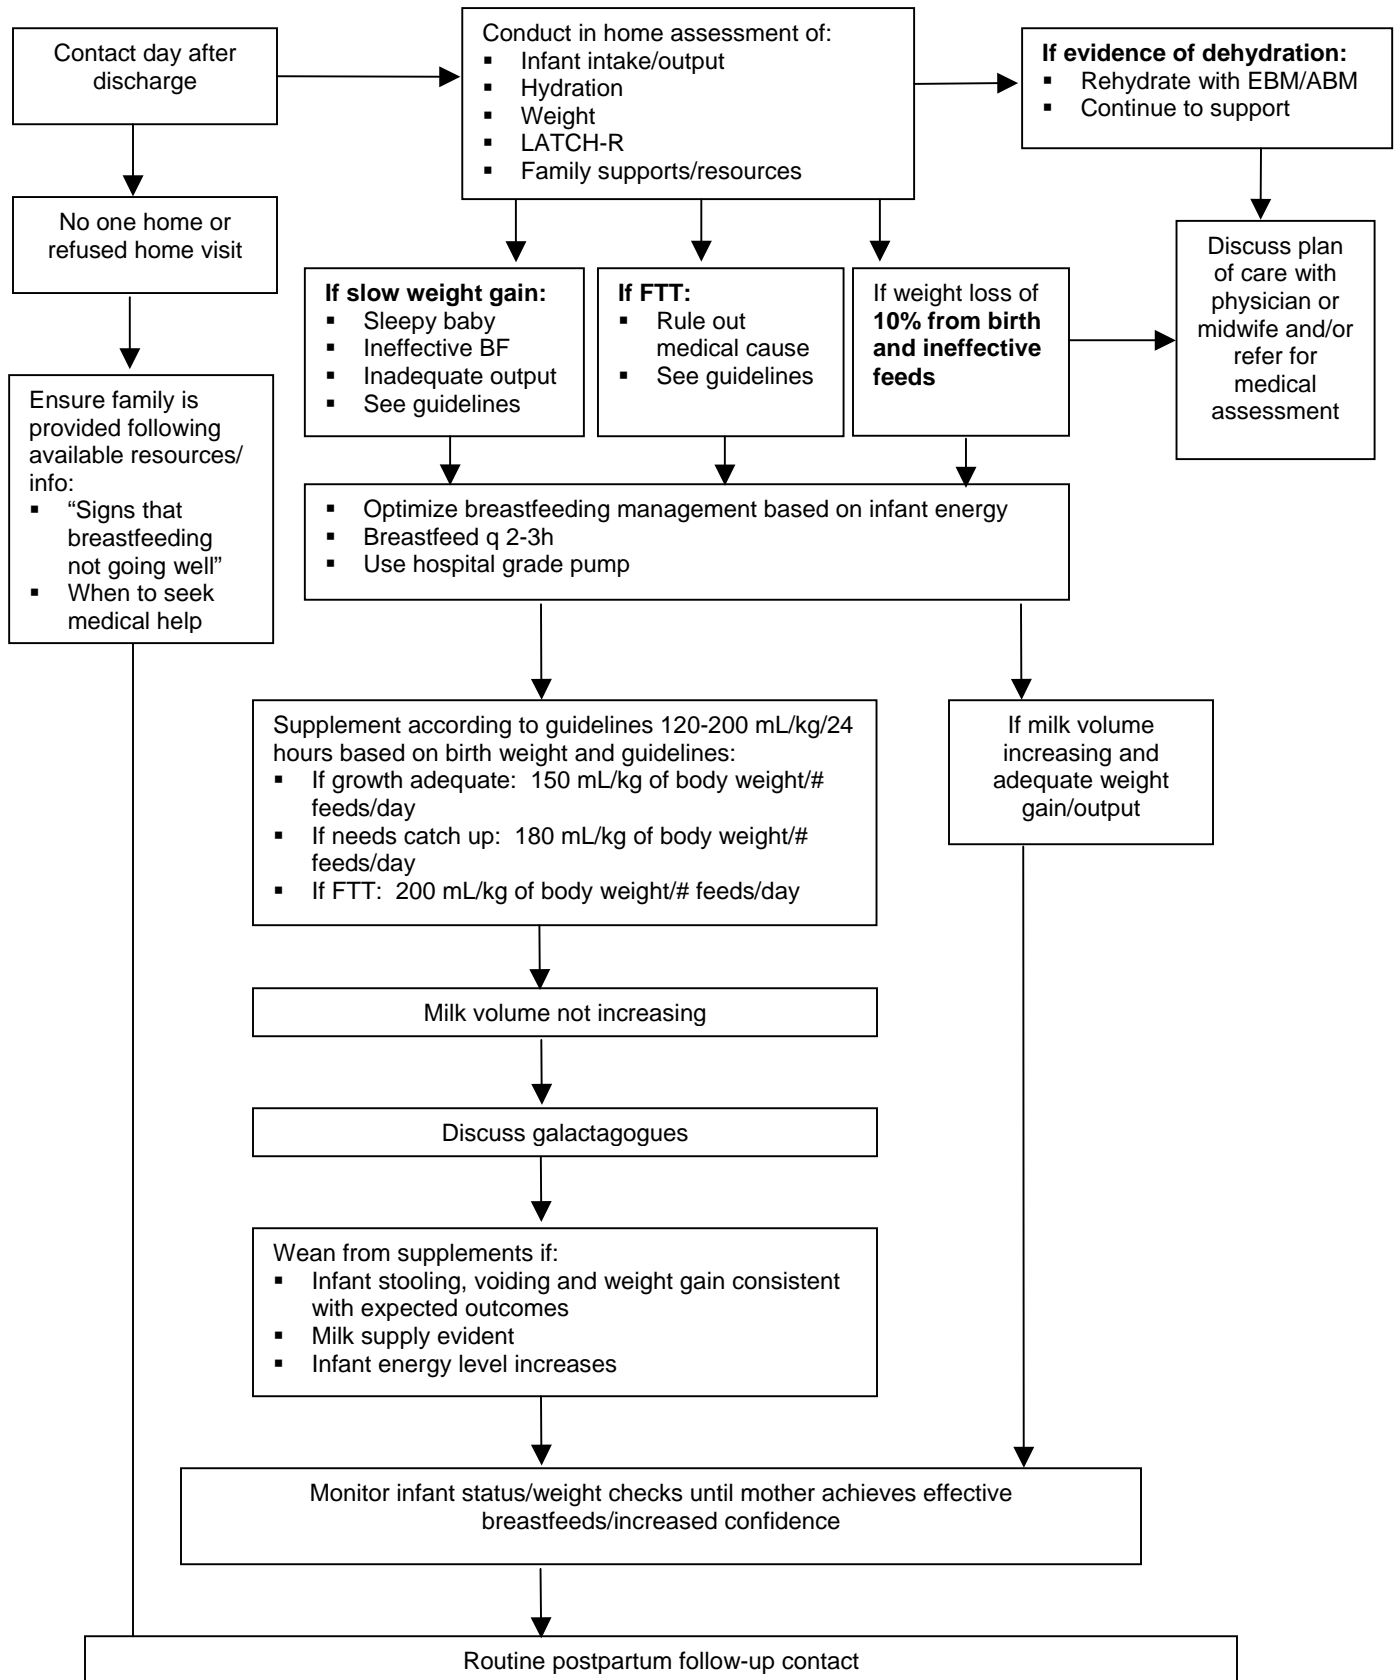 Contact day after
discharge
Conduct in home assessment of:
▪ Infant intake/output
▪ Hydration
▪ Weight
▪ LATCH-R
▪ Family supports/resources
If evidence of dehydration:
▪ Rehydrate with EBM/ABM
▪ Continue to support
No one home or
refused home visit
Discuss plan
of care with
physician or
midwife and/or
refer for
medical
assessment
If slow weight gain:
▪ Sleepy baby
▪ Ineffective BF
▪ Inadequate output
▪ See guidelines
If FTT:
▪ Rule out
medical cause
▪ See guidelines
If weight loss of
10% from birth
and ineffective
feeds
Ensure family is
provided following
available resources/
info:
▪ “Signs that
breastfeeding
not going well”
▪ When to seek
medical help
▪ Optimize breastfeeding management based on infant energy
▪ Breastfeed q 2-3h
▪ Use hospital grade pump
Supplement according to guidelines 120-200 mL/kg/24
hours based on birth weight and guidelines:
▪ If growth adequate: 150 mL/kg of body weight/#
feeds/day
▪ If needs catch up: 180 mL/kg of body weight/#
feeds/day
▪ If FTT: 200 mL/kg of body weight/# feeds/day
If milk volume
increasing and
adequate weight
gain/output
Milk volume not increasing
Discuss galactagogues
Wean from supplements if:
▪ Infant stooling, voiding and weight gain consistent
with expected outcomes
▪ Milk supply evident
▪ Infant energy level increases
Monitor infant status/weight checks until mother achieves effective
breastfeeds/increased confidence
Routine postpartum follow-up contact